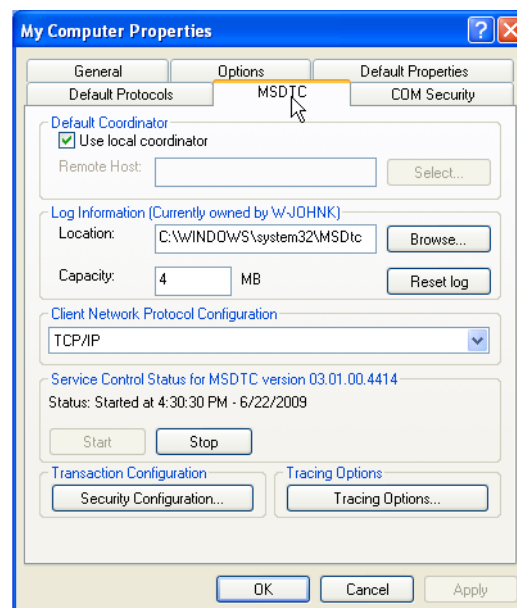 My Computer Properties
General Options Default Properties
Default Protocols MSDTC COM Security
Default Coordinator
Use local coordinator
Remote Host: Select...
Log Information (Currently owned by W-JOHNK)
Location: C:\WINDOWS\system32\MSDtc Browse...
Capacity: 4 MB Reset log
Client Network Protocol Configuration
TCP/IP
Service Control Status for MSDTC version 03.01.00.4414
Status: Started at 4:30:30 PM - 6/22/2009
Start Stop
Transaction Configuration Tracing Options
Security Configuration... Tracing Options...
OK Cancel Apply